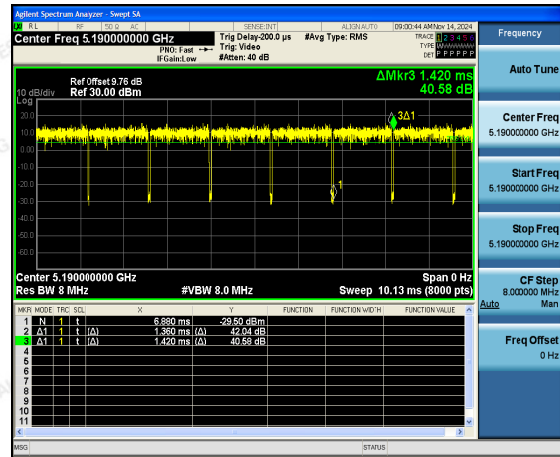 Agilent Spectrum Analyzer - Swept SA
RL RF 50 Ω AC SENSE:INT ALIGN AUTO 09:00:44 AM Nov 14, 2024
Center Freq 5.190000000 GHz
PNO: Fast
IFGain:Low
Trig Delay-200.0 µs
Trig: Video
#Atten: 40 dB
#Avg Type: RMS
TRACE 1 2 3 4 5 6
TYPE WWWWWW
DET P P P P P P
ΔMkr3 1.420 ms
40.58 dB
Ref Offset 9.76 dB
10 dB/div Ref 30.00 dBm
Log
20.0
10.0
0.00
-10.0
-20.0
-30.0
-40.0
-50.0
-60.0
3Δ1
1
Center 5.190000000 GHz Span 0 Hz
Res BW 8 MHz #VBW 8.0 MHz Sweep 10.13 ms (8000 pts)
MKR MODE TRC SCL X Y FUNCTION FUNCTION WIDTH FUNCTION VALUE
1 N 1 t 6.880 ms -29.50 dBm
2 Δ1 1 t (Δ) 1.360 ms (Δ) 42.04 dB
3 Δ1 1 t (Δ) 1.420 ms (Δ) 40.58 dB
4
5
6
7
8
9
10
11
MSG STATUS
Frequency
Auto Tune
Center Freq
5.190000000 GHz
Start Freq
5.190000000 GHz
Stop Freq
5.190000000 GHz
CF Step
8.000000 MHz
Auto Man
Freq Offset
0 Hz